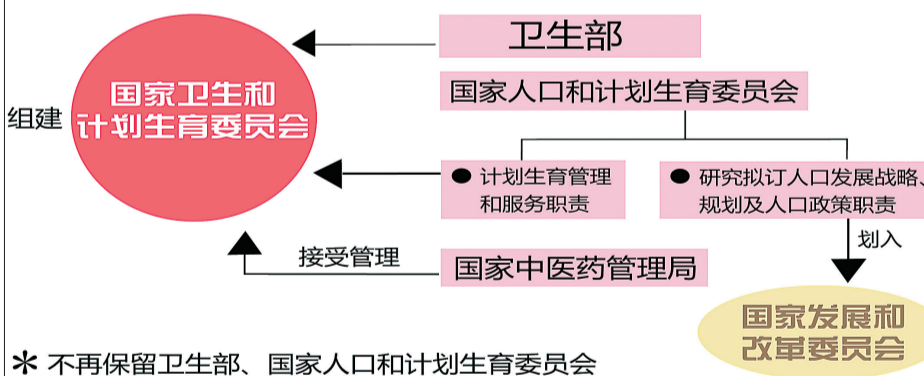 卫生部
国家卫生和
计划生育委员会
组建
国家人口和计划生育委员会
● 计划生育管理
和服务职责
● 研究拟订人口发展战略、
规划及人口政策职责
划入
接受管理
国家中医药管理局
国家发展和
改革委员会
* 不再保留卫生部、国家人口和计划生育委员会